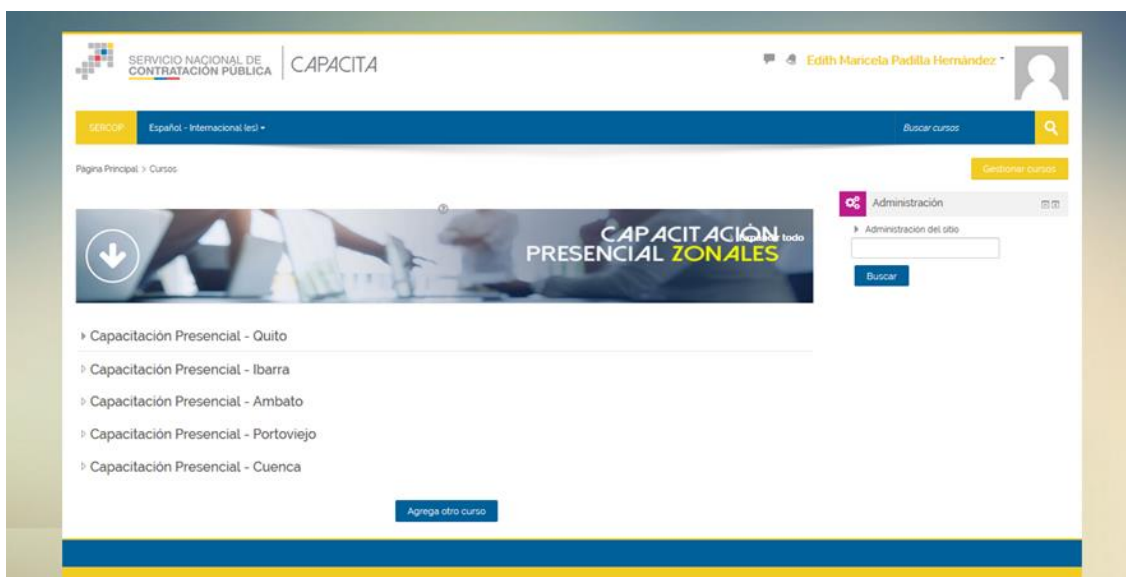 SERVICIO NACIONAL DE
CONTRATACIÓN PÚBLICA
CAPACITA
Edith Maricela Padilla Hernández
SERCOP
Español - Internacional (es)
Buscar cursos
Página Principal > Cursos
Gestionar cursos
Administración
Administración del sitio
Buscar
CAPACITACIÓN
todo
PRESENCIAL ZONALES
Capacitación Presencial - Quito
Capacitación Presencial - Ibarra
Capacitación Presencial - Ambato
Capacitación Presencial - Portoviejo
Capacitación Presencial - Cuenca
Agrega otro curso